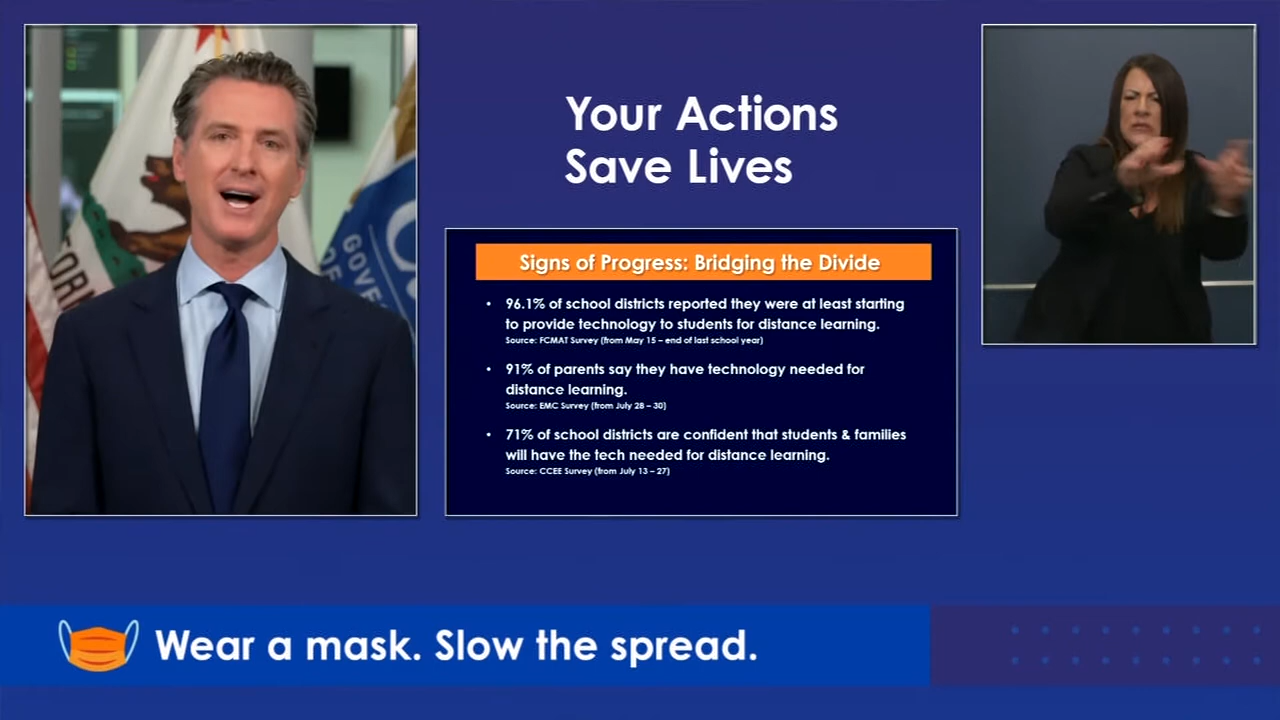 Your Actions
Save Lives
Signs of Progress: Bridging the Divide
• 96.1% of school districts reported they were at least starting
to provide technology to students for distance learning.
Source: FCMAT Survey (from May 15 – end of last school year)
• 91% of parents say they have technology needed for
distance learning.
Source: EMC Survey (from July 28 – 30)
• 71% of school districts are confident that students & families
will have the tech needed for distance learning.
Source: CCEE Survey (from July 13 – 27)
Wear a mask. Slow the spread.